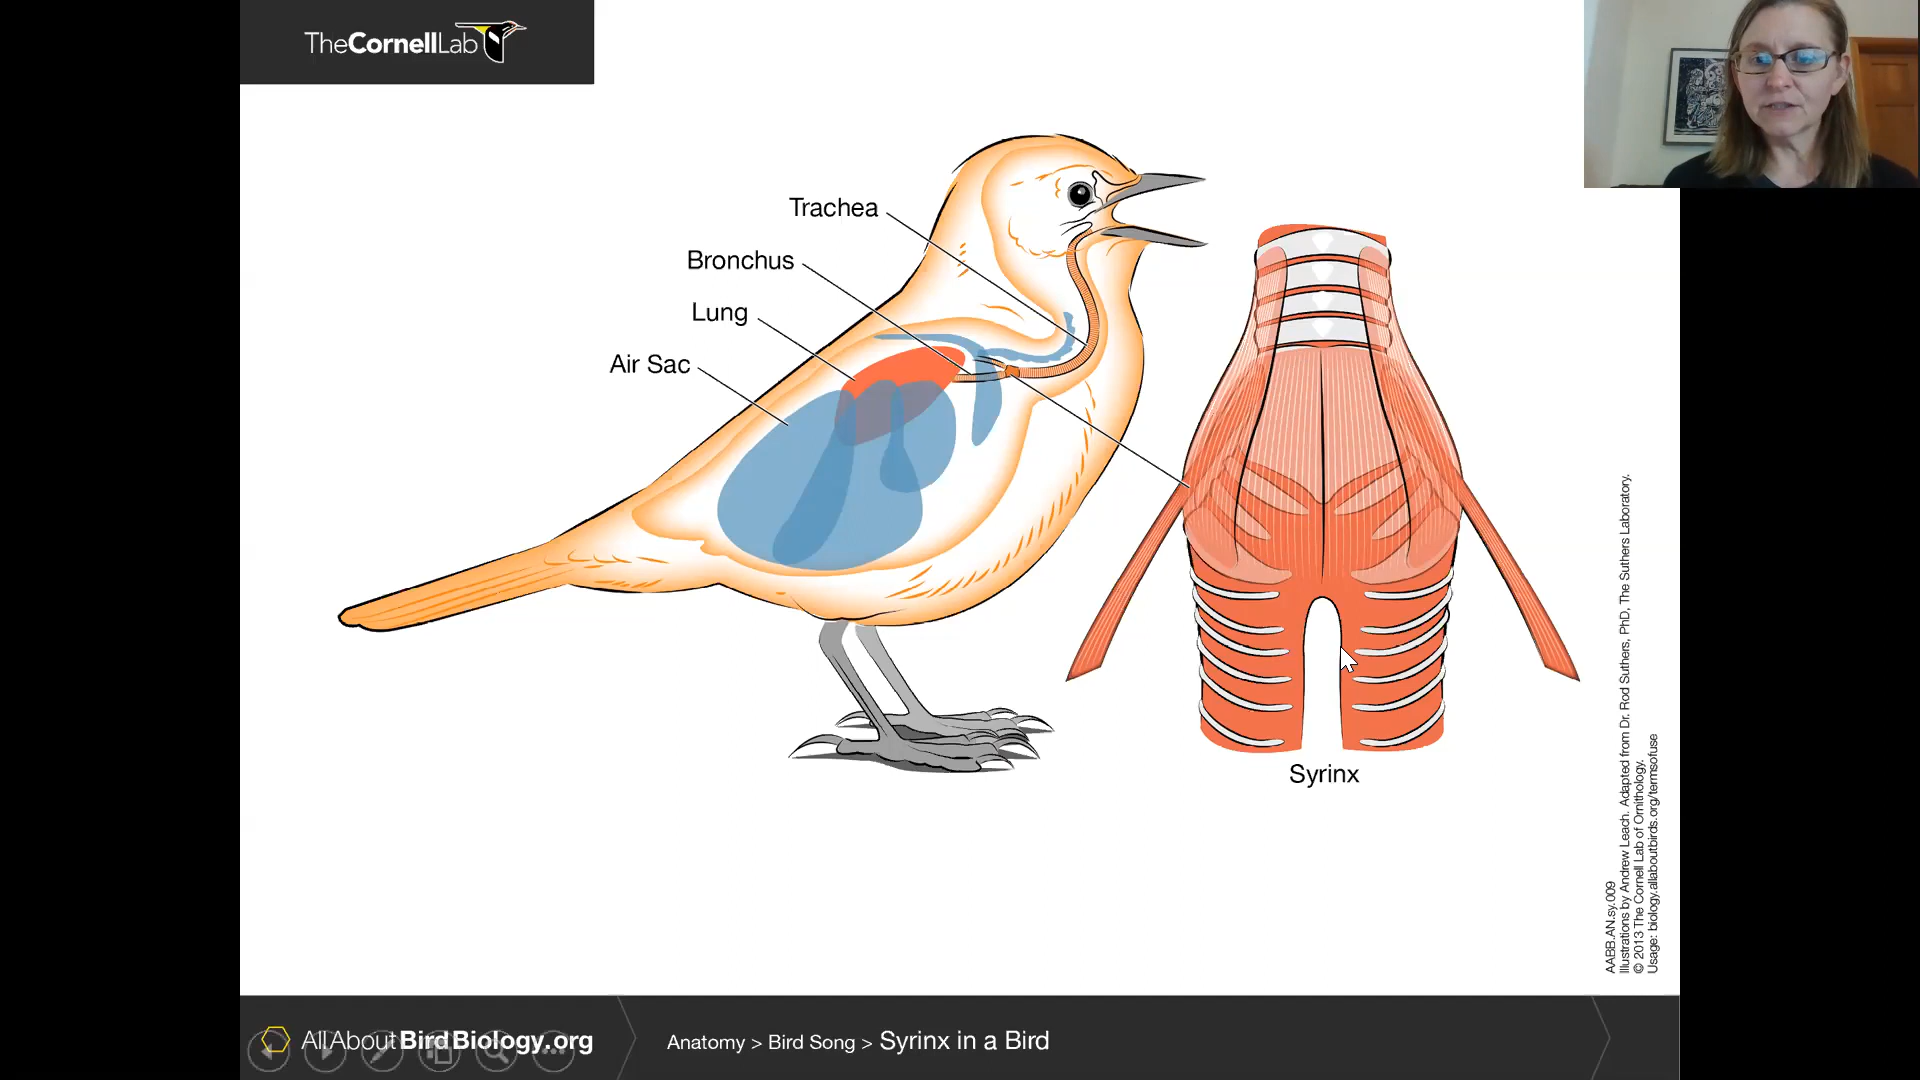 TheCornellLab
Trachea
Bronchus
Lung
Air Sac
Syrinx
AABB.AN.sy.009
Illustrations by Andrew Leach. Adapted from Dr. Rod Suthers, PhD, The Suthers Laboratory.
© 2013 The Cornell Lab of Ornithology.
Usage: biology.allaboutbirds.org/termsofuse
AllAboutBirdBiology.org
Anatomy > Bird Song > Syrinx in a Bird